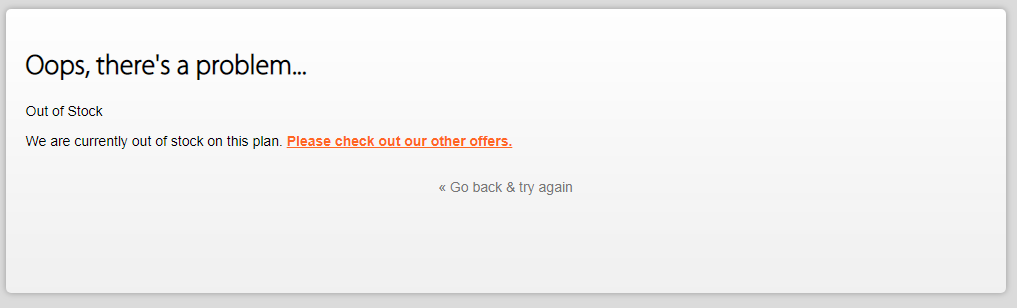 Oops, there's a problem...
Out of Stock
We are currently out of stock on this plan. Please check out our other offers.
« Go back & try again